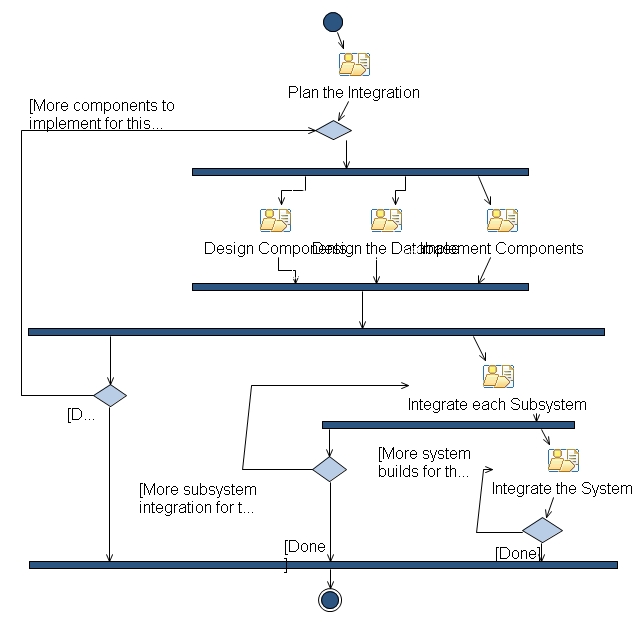 Plan the Integration
[More components to
implement for this...
Design Components
Design the Database
Implement Components
[D...
Integrate each Subsystem
[More system
builds for th...
[More subsystem
integration for t...
Integrate the System
[Done
]
[Done]